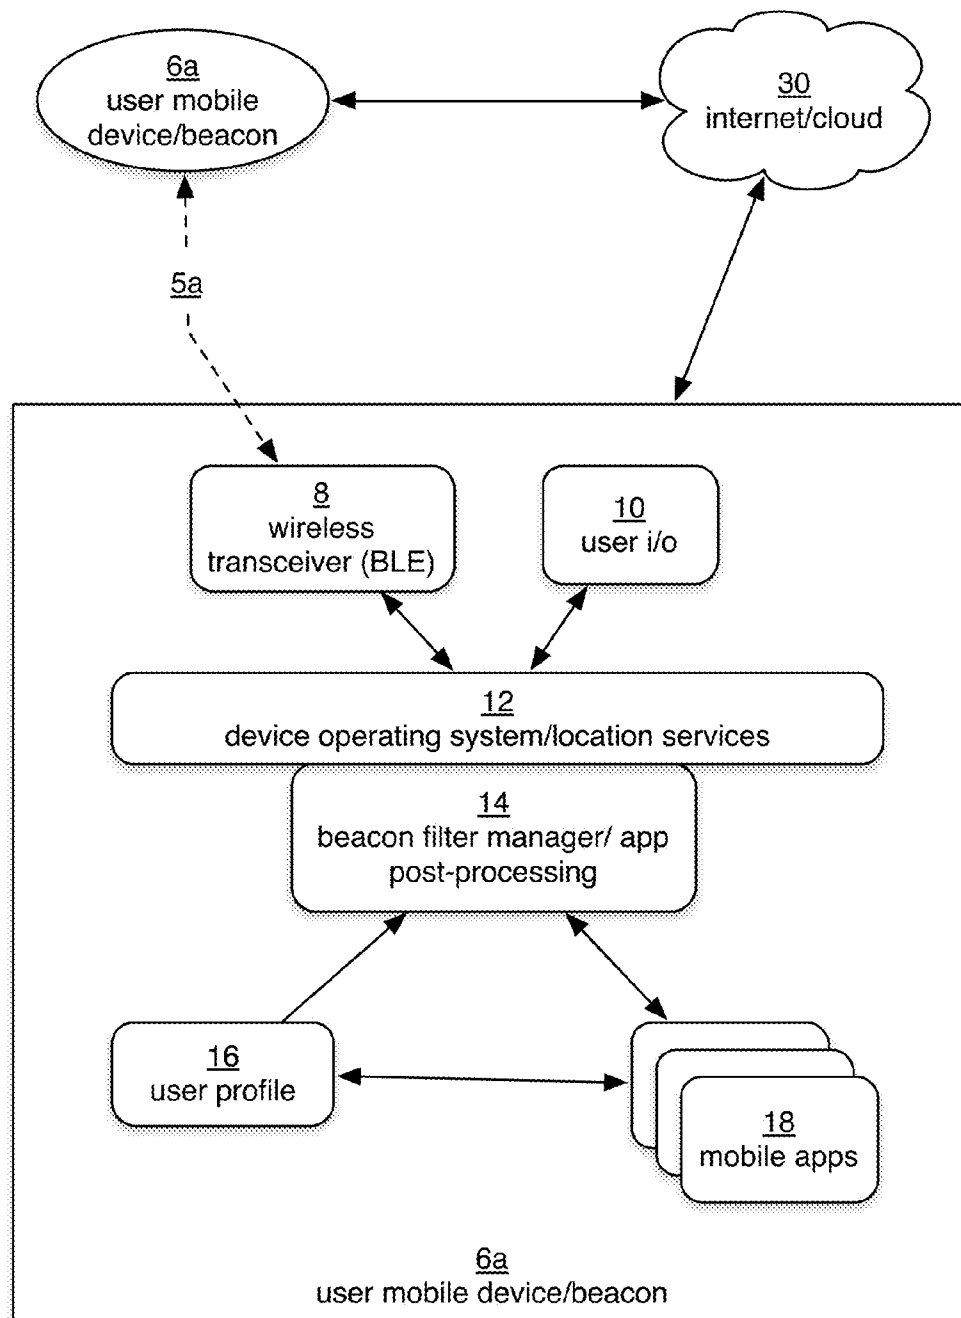 6a
user mobile
device/beacon
30
internet/cloud
5a
8
wireless
transceiver (BLE)
10
user i/o
12
device operating system/location services
14
beacon filter manager/ app
post-processing
16
user profile
18
mobile apps
6a
user mobile device/beacon